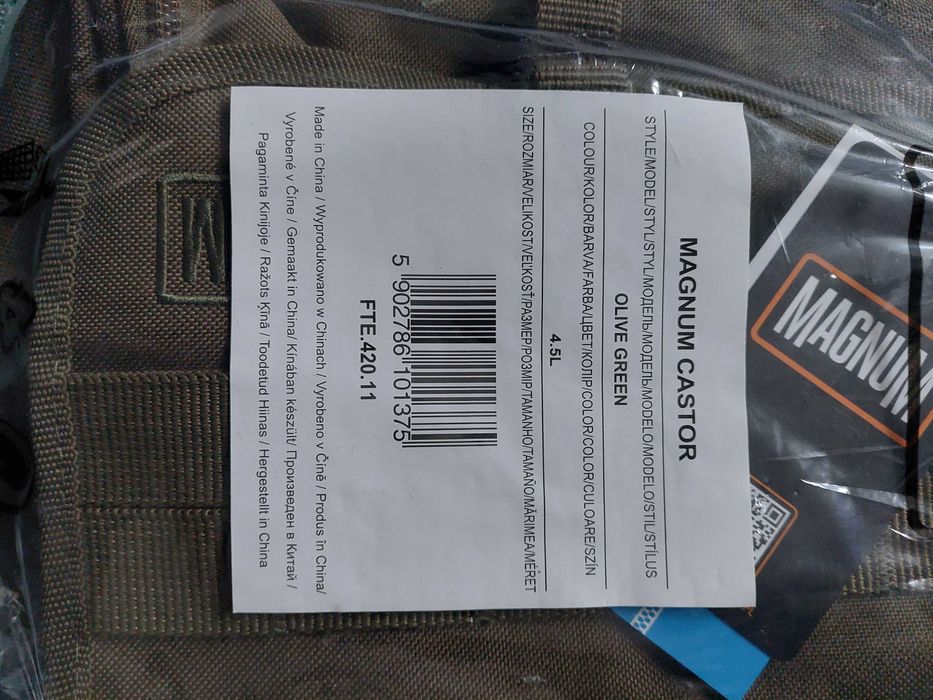 MAGNUM CASTOR
STYLE/MODEL/STYL/STYL/МОДЕЛЬ/МОДЕЛЬ/MODELO/MODELO/STIL/STÍLUS
OLIVE GREEN
COLOUR/KOLOR/BARVA/FARBA/ЦВЕТ/КОЛІР/COLOR/COLOR/CULOARE/SZÍN
4.5L
SIZE/ROZMIAR/VELIKOST/VEĽKOSŤ/РАЗМЕР/РОЗМІР/TAMANHO/TAMAÑO/MĂRIMEA/MÉRET
5 902786 101375
FTE.420.11
Made in China / Wyprodukowano w Chinach / Vyrobeno v Číně / Produs în China/
Vyrobené v Číne / Gemaakt in China/ Kínában készült/ Произведен в Китай /
Pagaminta Kinijoje / Ražots Ķīnā / Toodetud Hiinas / Hergestellt in China
MAGNUM